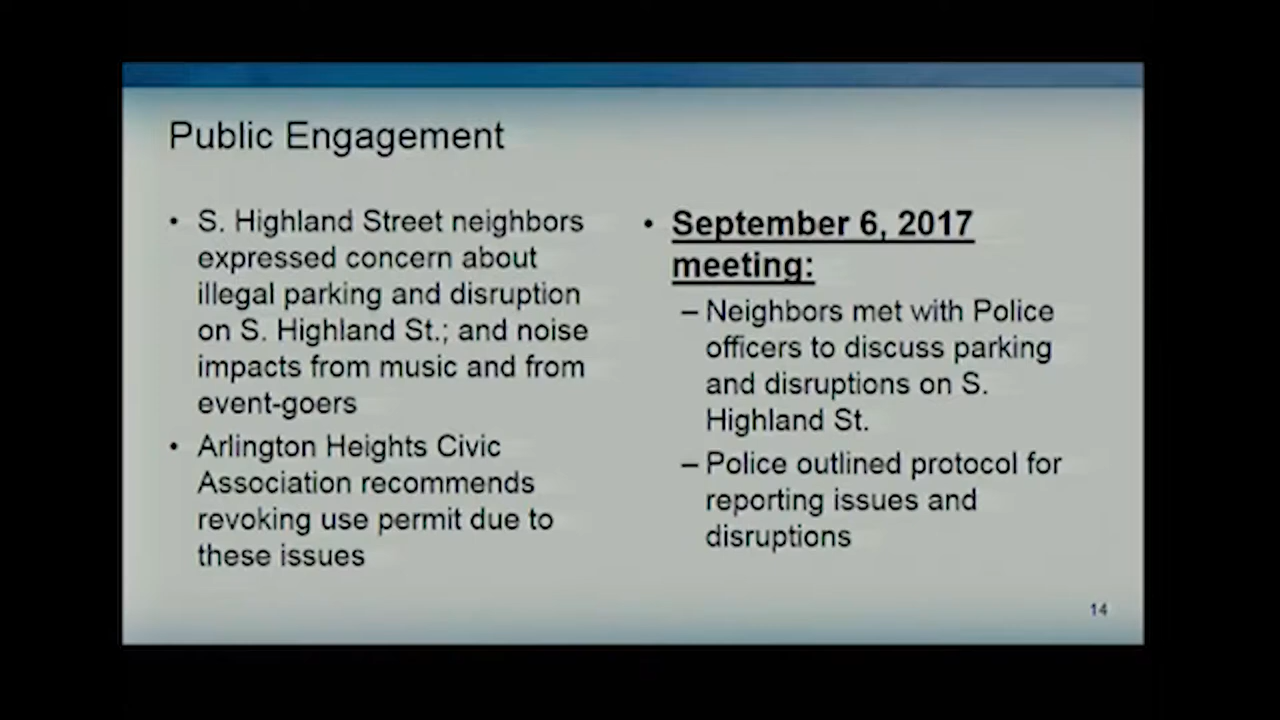 Public Engagement
• S. Highland Street neighbors
expressed concern about
illegal parking and disruption
on S. Highland St.; and noise
impacts from music and from
event-goers
• Arlington Heights Civic
Association recommends
revoking use permit due to
these issues
• September 6, 2017
meeting:
– Neighbors met with Police
officers to discuss parking
and disruptions on S.
Highland St.
– Police outlined protocol for
reporting issues and
disruptions
14